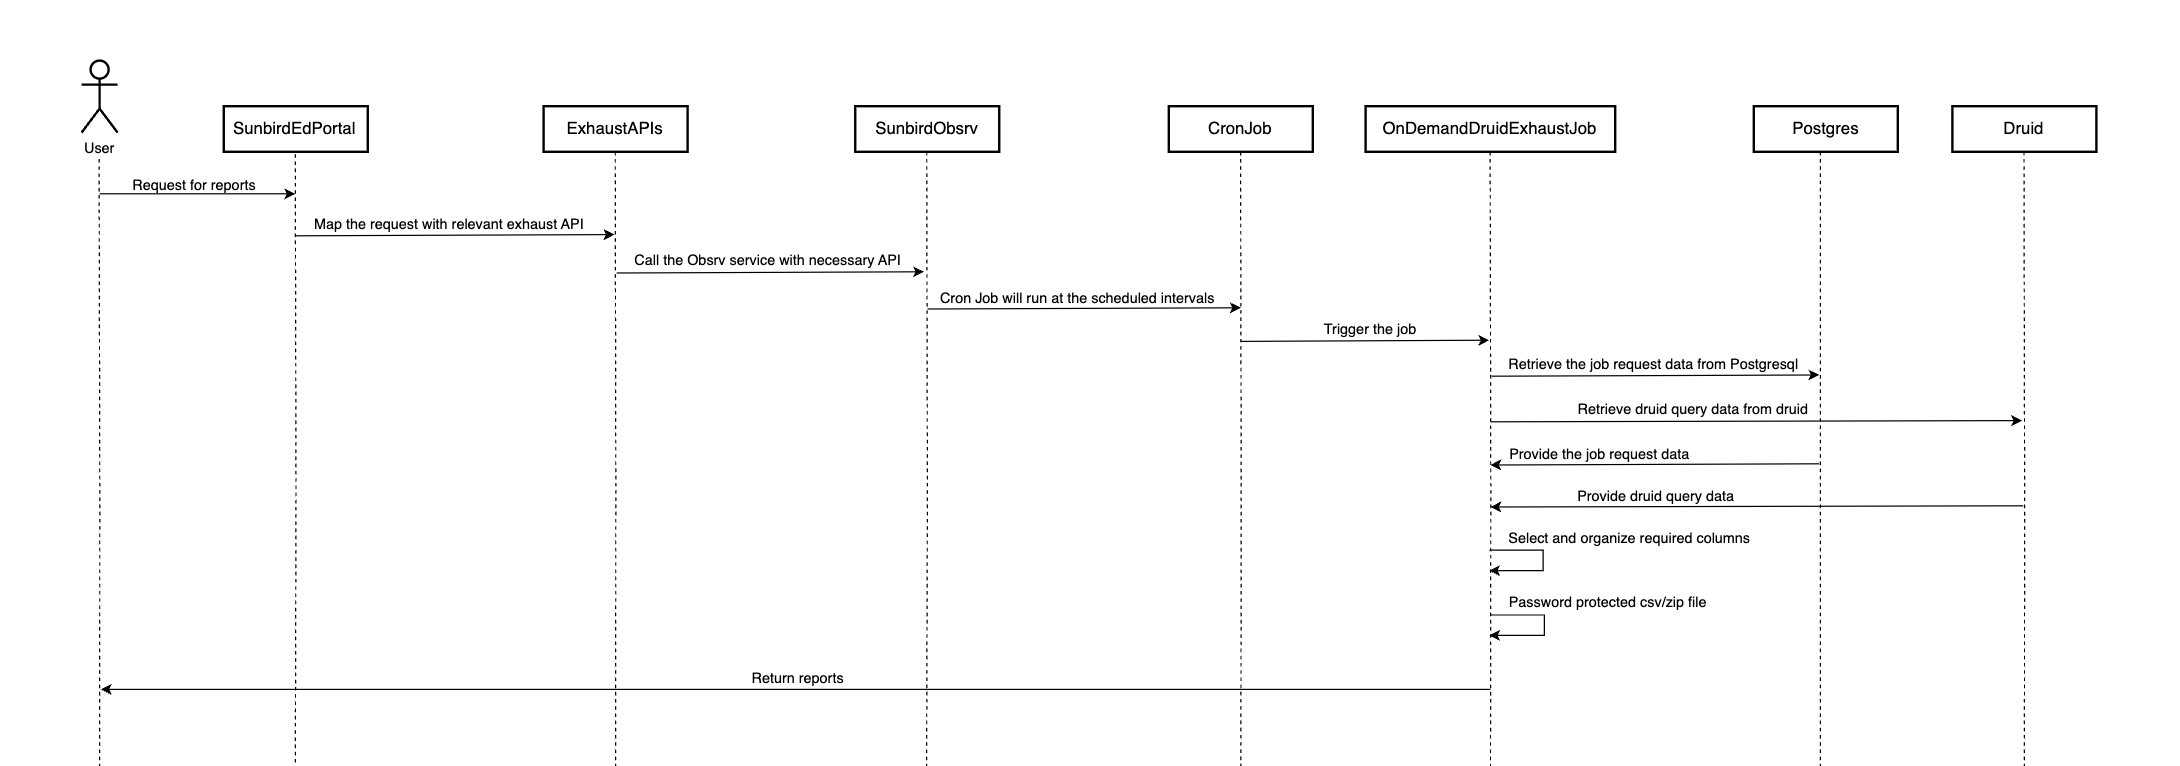 User
SunbirdEdPortal
ExhaustAPIs
SunbirdObsrv
CronJob
OnDemandDruidExhaustJob
Postgres
Druid
Request for reports
Map the request with relevant exhaust API
Call the Obsrv service with necessary API
Cron Job will run at the scheduled intervals
Trigger the job
Retrieve the job request data from Postgresql
Retrieve druid query data from druid
Provide the job request data
Provide druid query data
Select and organize required columns
Password protected csv/zip file
Return reports